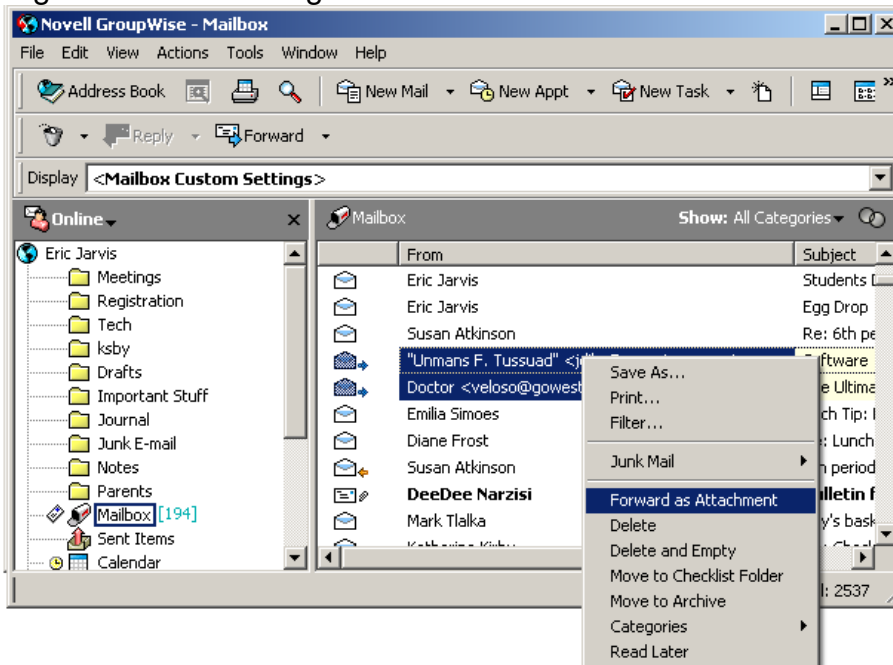 Novell GroupWise - Mailbox
File Edit View Actions Tools Window Help
Address Book New Mail New Appt New Task
Reply Forward
Display <Mailbox Custom Settings>
Online
Mailbox Show: All Categories
Eric Jarvis
Meetings
Registration
Tech
ksby
Drafts
Important Stuff
Journal
Junk E-mail
Notes
Parents
Mailbox [194]
Sent Items
Calendar
From Subject
Eric Jarvis Students
Eric Jarvis Egg Drop
Susan Atkinson Re: 6th
"Unmans F. Tussuad"
Doctor <veloso@gowest
Emilia Simoes Tip:
Diane Frost Lunch
Susan Atkinson period
DeeDee Narzisi
Mark Tlalka
Save As...
Print...
Filter...
Junk Mail
Forward as Attachment
Delete
Delete and Empty
Move to Checklist Folder
Move to Archive
Categories
Read Later
2537